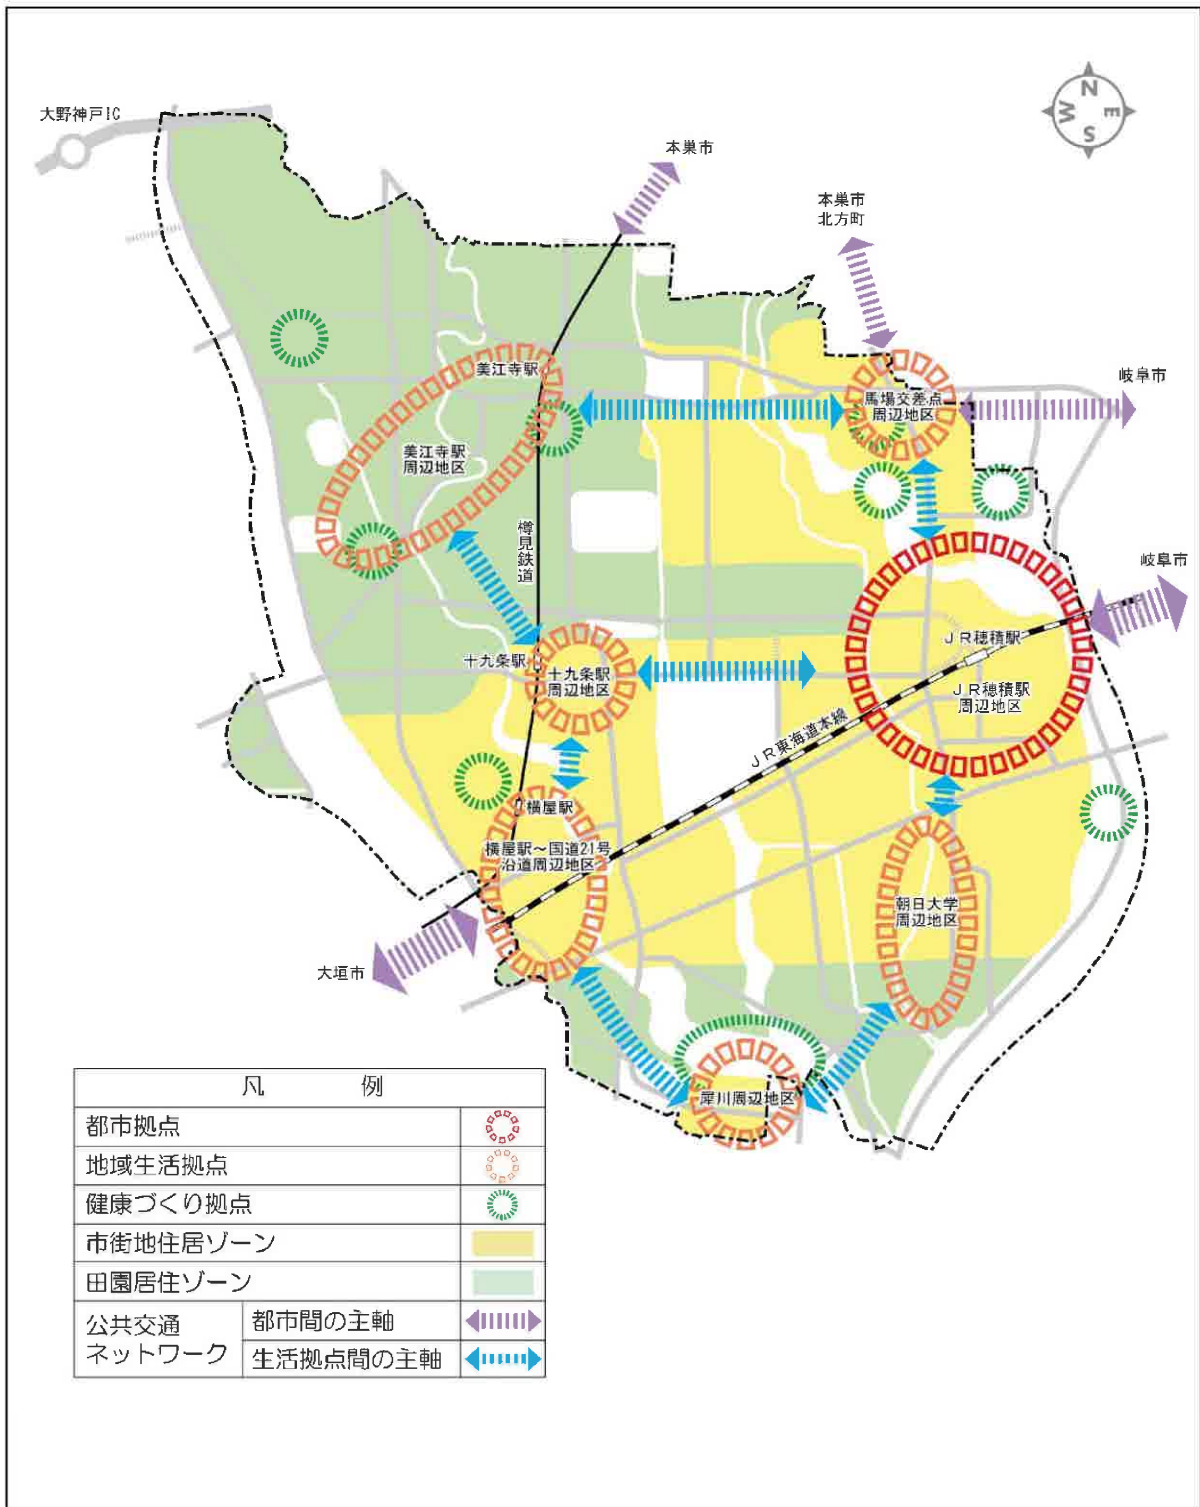 大野神戸IC
N
W
E
S
本巣市
本巣市
北方町
美江寺駅
馬場交差点
周辺地区
岐阜市
美江寺駅
周辺地区
樽見鉄道
岐阜市
十九条駅
十九条駅
周辺地区
JR穂積駅
JR穂積駅
周辺地区
JR東海道本線
横屋駅
横屋駅～国道21号
沿道周辺地区
朝日大学
周辺地区
大垣市
犀川周辺地区
凡 例
都市拠点
地域生活拠点
健康づくり拠点
市街地住居ゾーン
田園居住ゾーン
公共交通
ネットワーク
都市間の主軸
生活拠点間の主軸